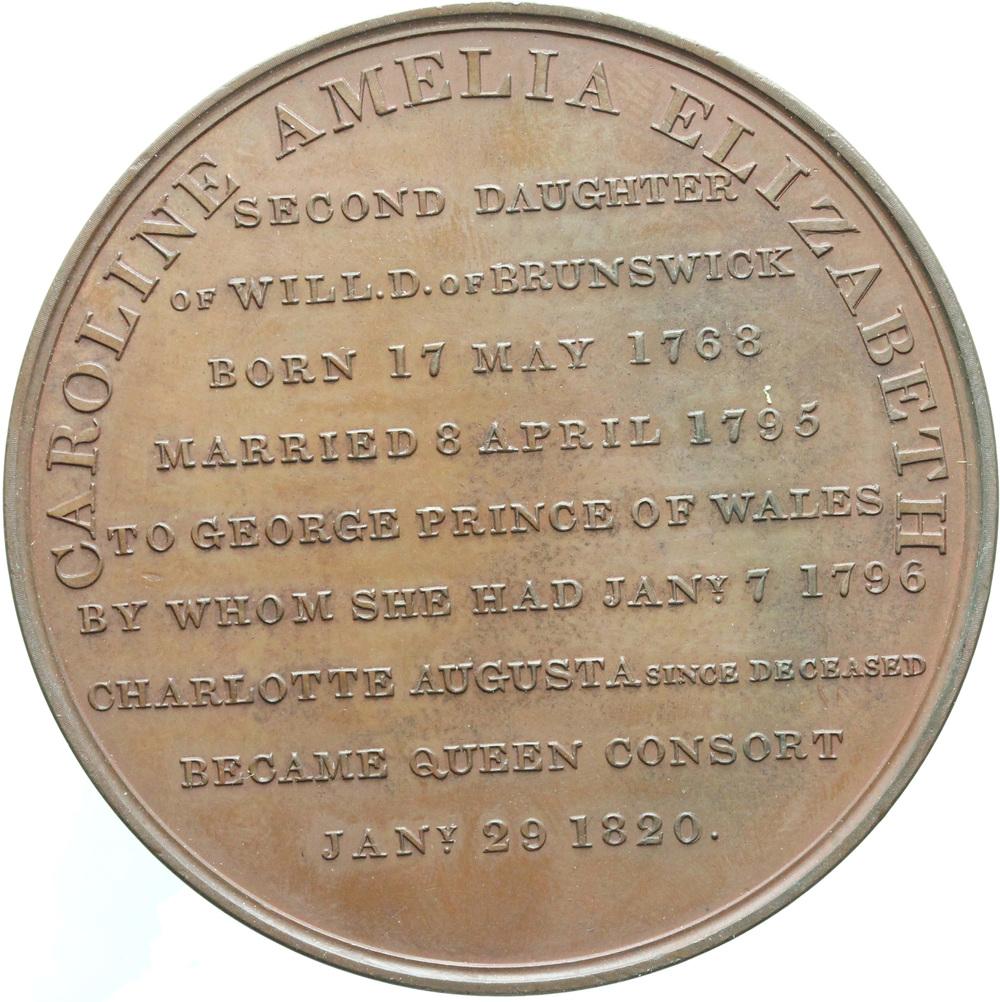 CAROLINE AMELIA ELIZABETH
SECOND DAUGHTER
OF WILL.D. OF BRUNSWICK
BORN 17 MAY 1768
MARRIED 8 APRIL 1795
TO GEORGE PRINCE OF WALES
BY WHOM SHE HAD JANY. 7 1796
CHARLOTTE AUGUSTA SINCE DECEASED
BECAME QUEEN CONSORT
JANY. 29 1820.